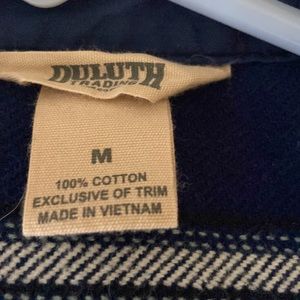 DULUTH
TRADING
M
100% COTTON
EXCLUSIVE OF TRIM
MADE IN VIETNAM